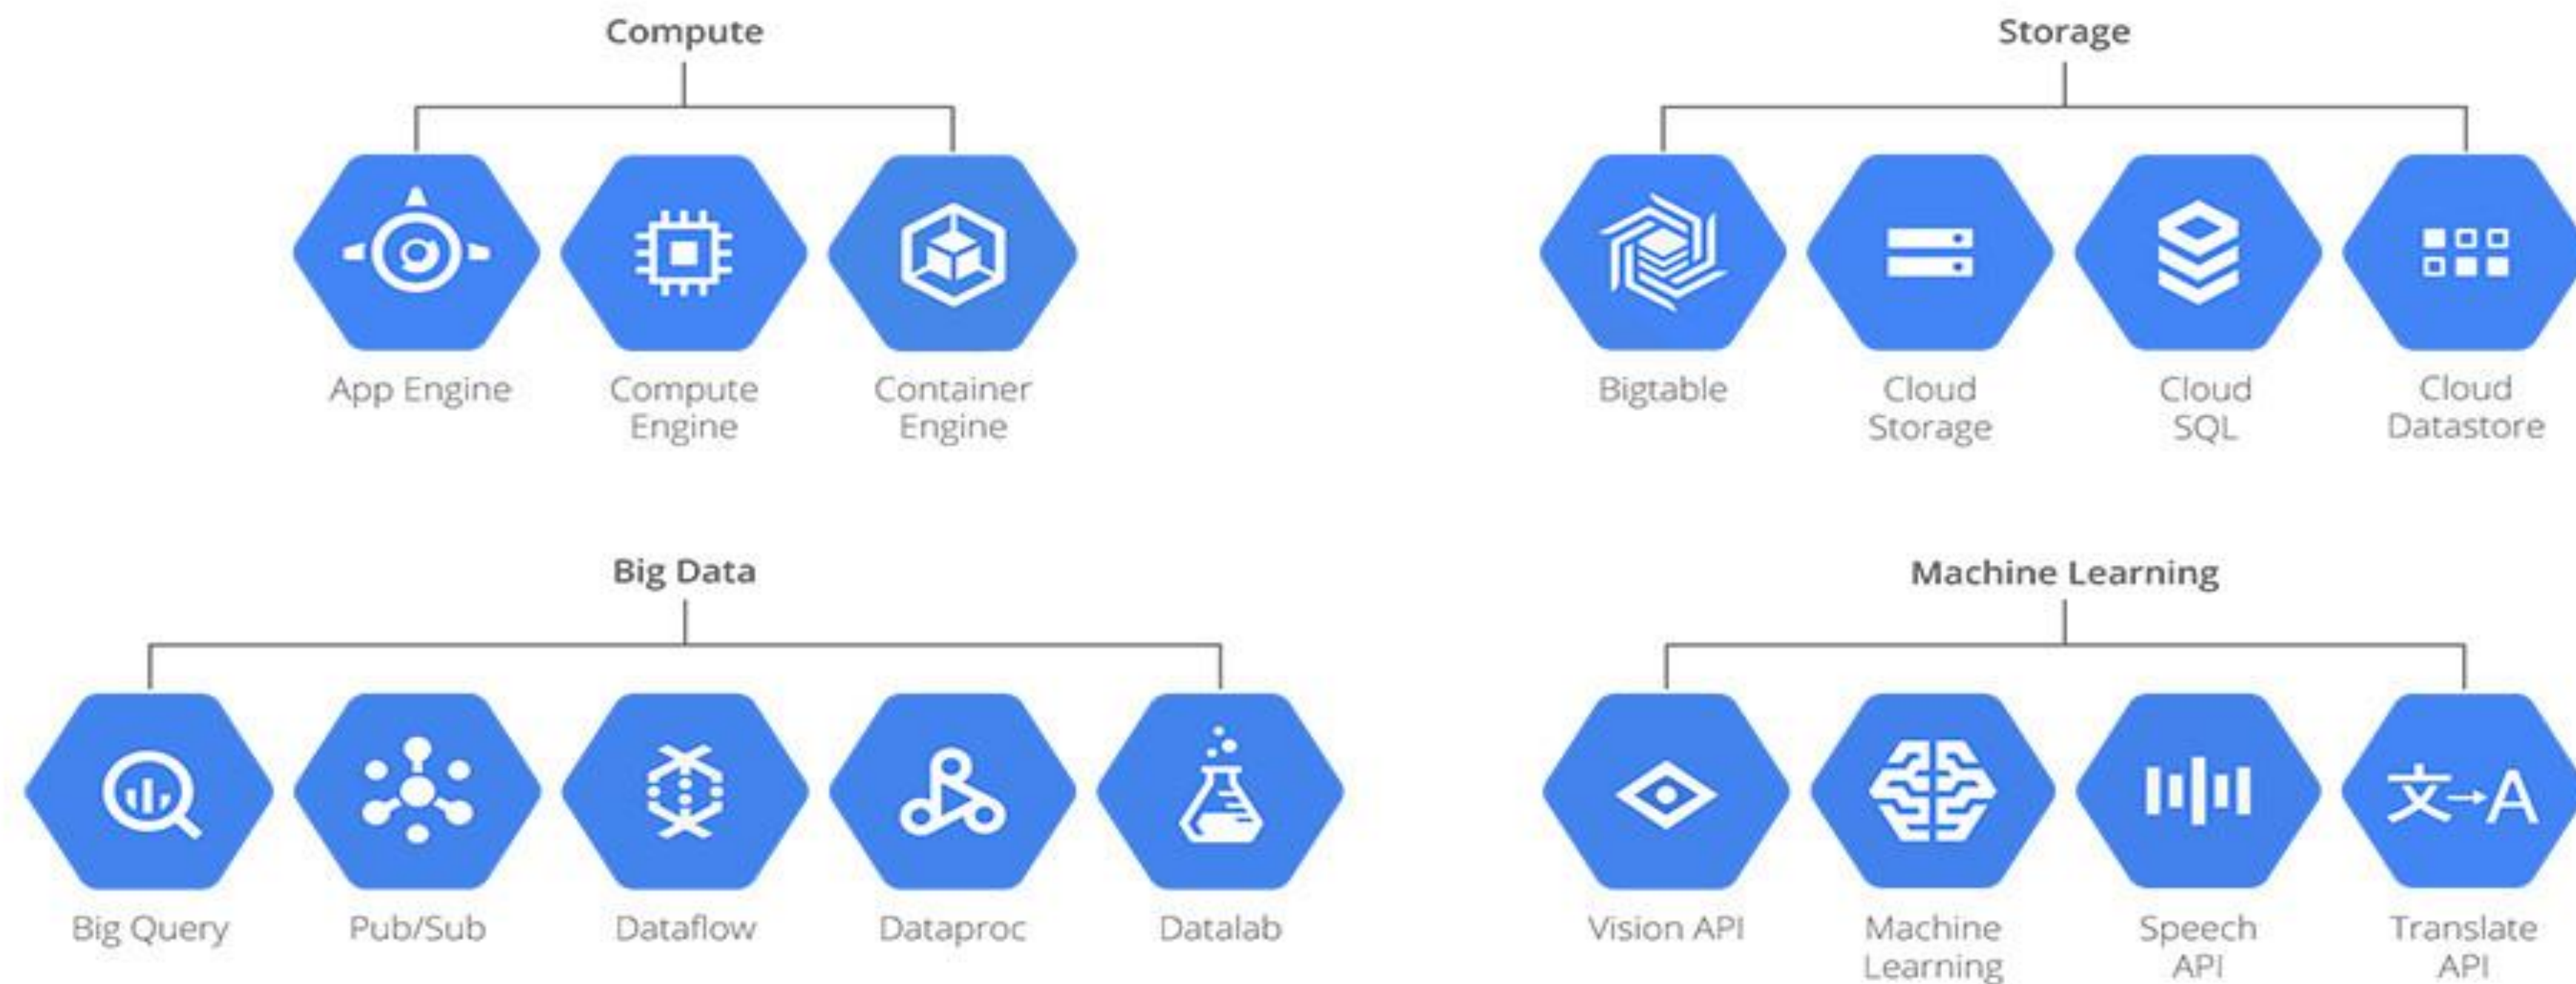 Compute
App Engine
Compute
Engine
Container
Engine
Storage
Bigtable
Cloud
Storage
Cloud
SQL
Cloud
Datastore
Big Data
Big Query
Pub/Sub
Dataflow
Dataproc
Datalab
Machine Learning
Vision API
Machine
Learning
Speech
API
文→A
Translate
API